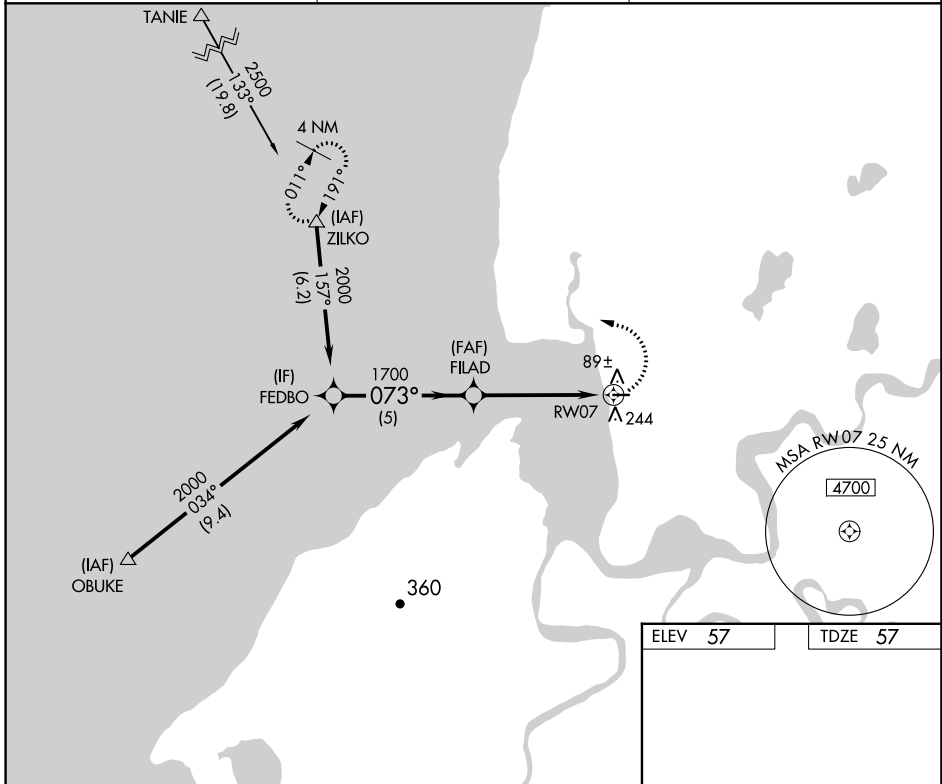 TANIE
2500
133°
(19.8)
4 NM
011°
191°
(IAF)
ZILKO
2000
157°
(6.2)
(IF)
FEDBO
1700
073°
(5)
(FAF)
FILAD
89±
RW07
244
MSA RW07 25 NM
4700
2000
034°
(9.4)
(IAF)
OBUKE
360
ELEV 57
TDZE 57